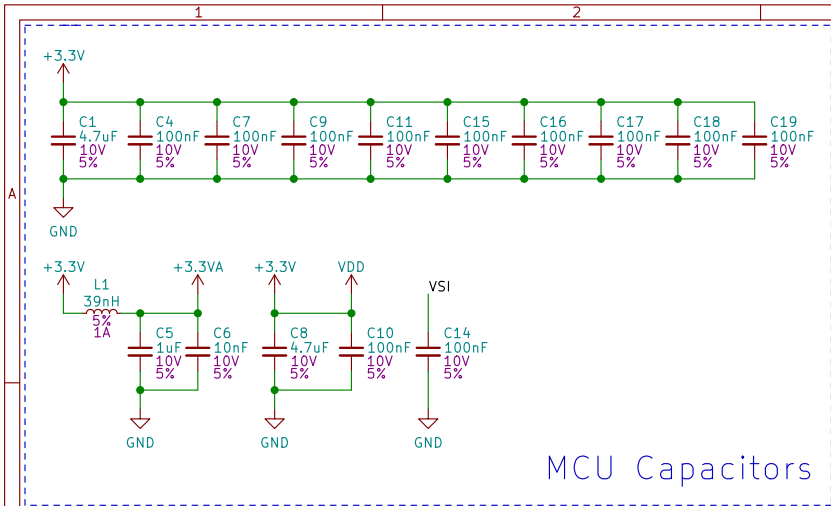 1
2
A
+3.3V
C1
4.7uF
10V
5%
C4
100nF
10V
5%
C7
100nF
10V
5%
C9
100nF
10V
5%
C11
100nF
10V
5%
C15
100nF
10V
5%
C16
100nF
10V
5%
C17
100nF
10V
5%
C18
100nF
10V
5%
C19
100nF
10V
5%
GND
+3.3V
L1
39nH
5%
1A
+3.3VA
C5
1uF
10V
5%
C6
10nF
10V
5%
GND
+3.3V
VDD
C8
4.7uF
10V
5%
C10
100nF
10V
5%
GND
VSI
C14
100nF
10V
5%
GND
MCU Capacitors